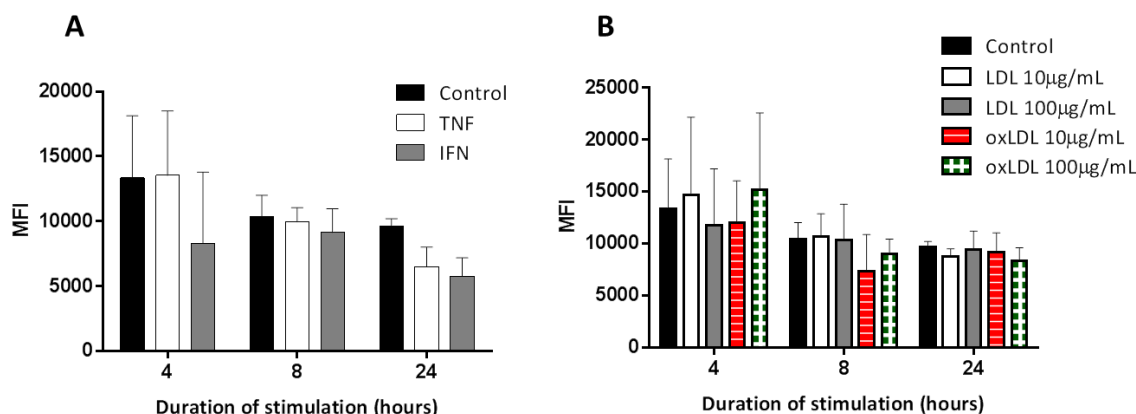 A
Control
TNF
IFN
20000
15000
10000
5000
0
MFI
4 8 24
Duration of stimulation (hours)
B
Control
LDL 10µg/mL
LDL 100µg/mL
oxLDL 10µg/mL
oxLDL 100µg/mL
25000
20000
15000
10000
5000
0
MFI
4 8 24
Duration of stimulation (hours)